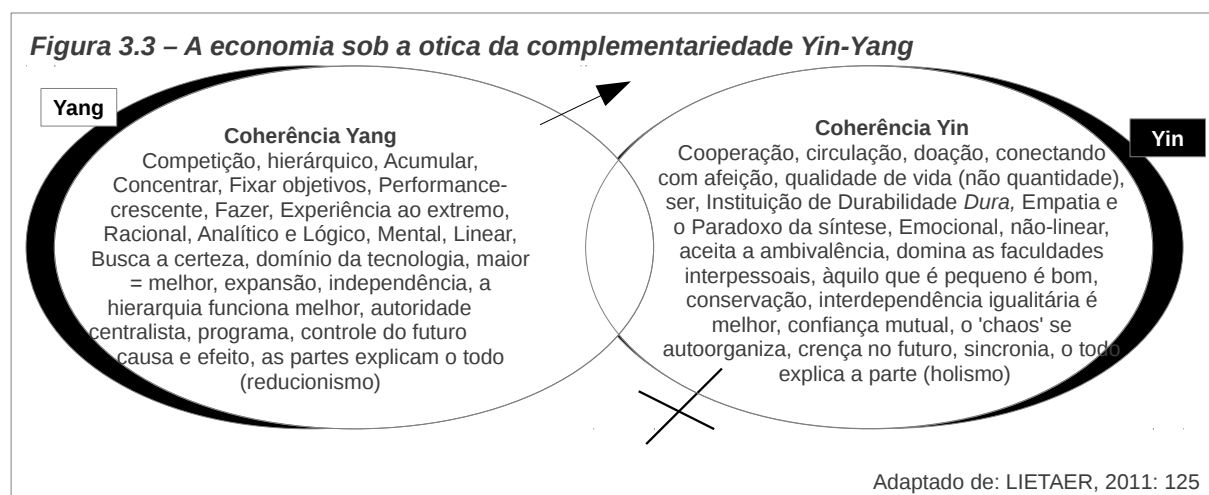 Figura 3.3 – A economia sob a otica da complementariedade Yin-Yang
Yang
Coherência Yang
Competição, hierárquico, Acumular,
Concentrar, Fixar objetivos, Performance-
crescente, Fazer, Experiência ao extremo,
Racional, Analítico e Lógico, Mental, Linear,
Busca a certeza, domínio da tecnologia, maior
= melhor, expansão, independência, a
hierarquia funciona melhor, autoridade
centralista, programa, controle do futuro
causa e efeito, as partes explicam o todo
(reducionismo)
Yin
Coherência Yin
Cooperação, circulação, doação, conectando
com afeição, qualidade de vida (não quantidade),
ser, Instituição de Durabilidade Dura, Empatia e
o Paradoxo da síntese, Emocional, não-linear,
aceita a ambivalência, domina as faculdades
interpessoais, àquilo que é pequeno é bom,
conservação, interdependência igualitária é
melhor, confiança mutual, o 'chaos' se
autoorganiza, crença no futuro, sincronia, o todo
explica a parte (holismo)
Adaptado de: LIETAER, 2011: 125